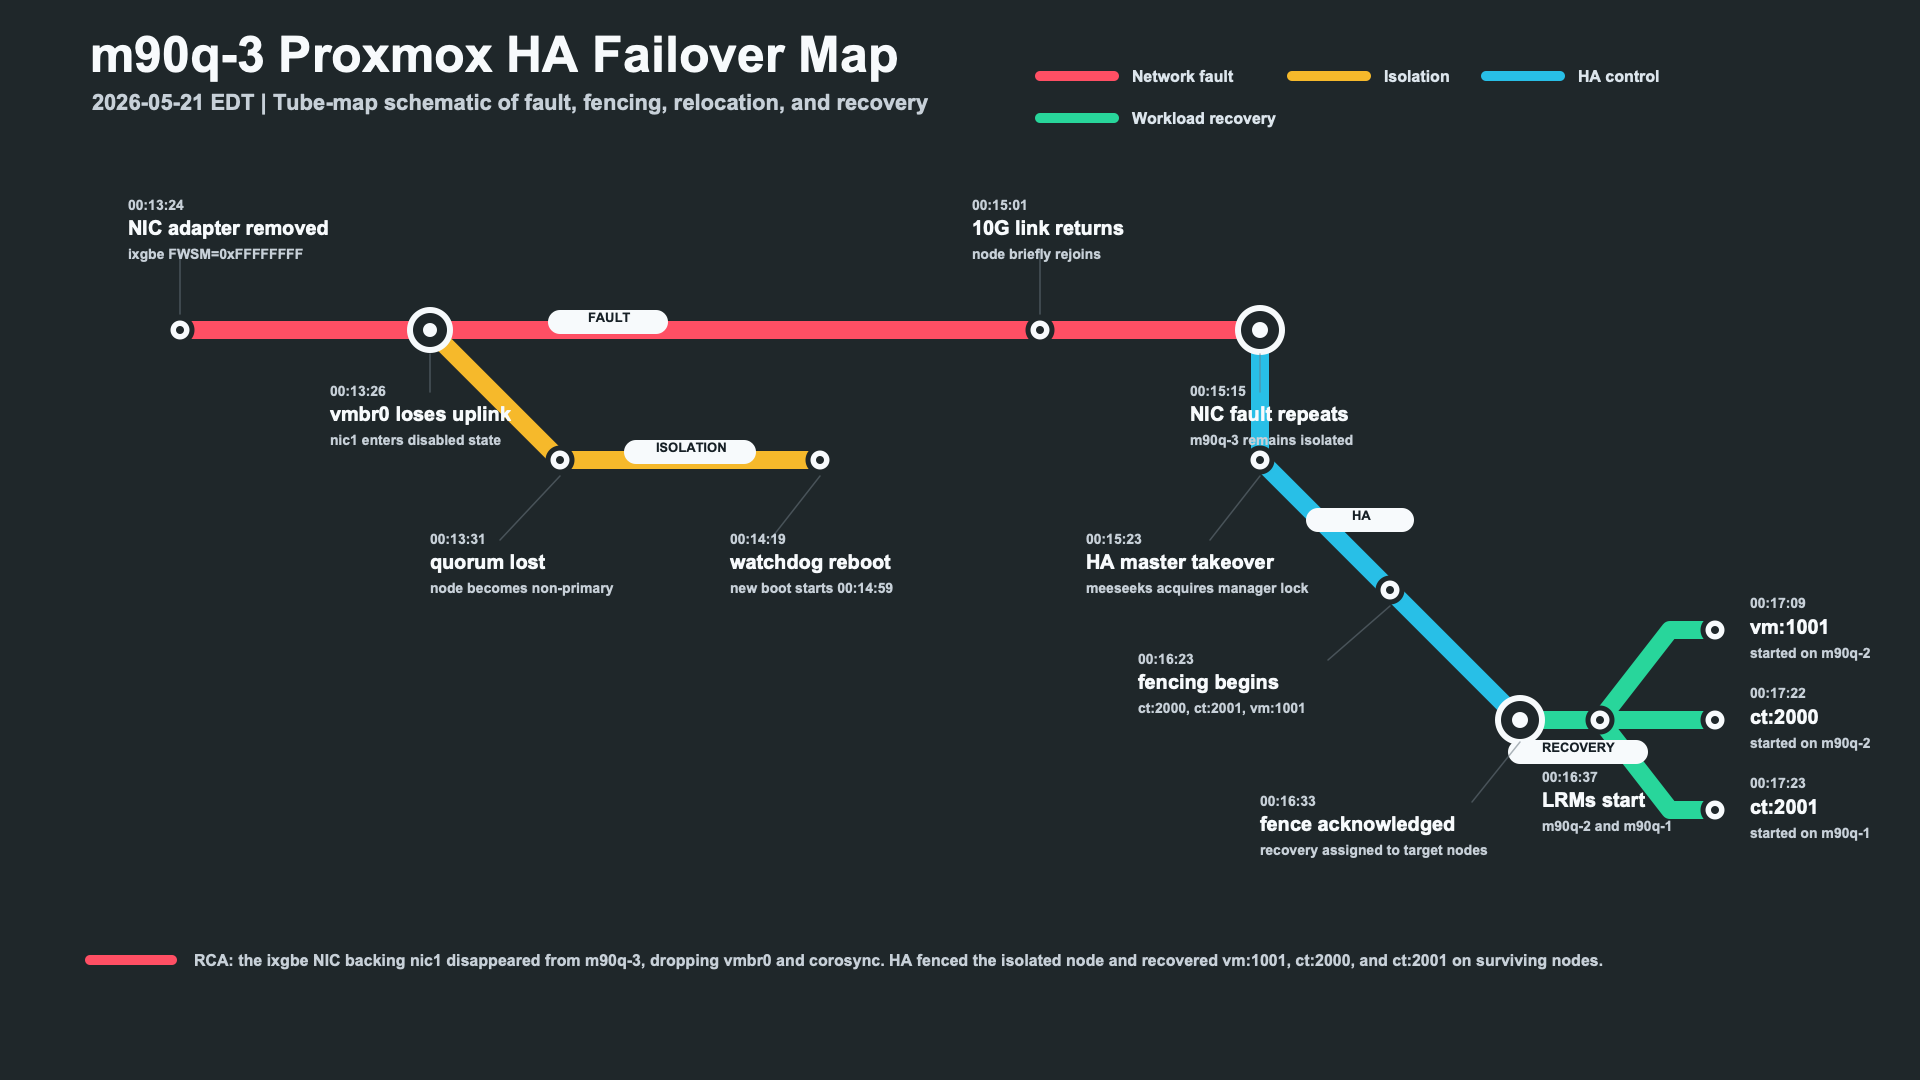 m90q-3 Proxmox HA Failover Map
2026-05-21 EDT | Tube-map schematic of fault, fencing, relocation, and recovery
Network fault
Isolation
HA control
Workload recovery
00:13:24
NIC adapter removed
ixgbe FWSM=0xFFFFFFFF
00:15:01
10G link returns
node briefly rejoins
FAULT
00:13:26
vmbr0 loses uplink
nic1 enters disabled state
ISOLATION
00:15:15
NIC fault repeats
m90q-3 remains isolated
HA
00:13:31
quorum lost
node becomes non-primary
00:14:19
watchdog reboot
new boot starts 00:14:59
00:15:23
HA master takeover
meeseeks acquires manager lock
00:16:23
fencing begins
ct:2000, ct:2001, vm:1001
00:17:09
vm:1001
started on m90q-2
00:17:22
ct:2000
started on m90q-2
RECOVERY
00:16:37
LRMs start
m90q-2 and m90q-1
00:17:23
ct:2001
started on m90q-1
00:16:33
fence acknowledged
recovery assigned to target nodes
RCA: the ixgbe NIC backing nic1 disappeared from m90q-3, dropping vmbr0 and corosync. HA fenced the isolated node and recovered vm:1001, ct:2000, and ct:2001 on surviving nodes.